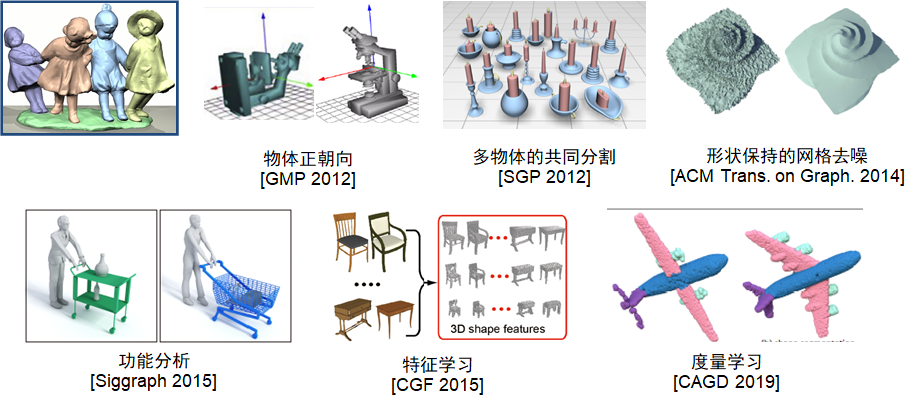 物体正朝向
[GMP 2012]
多物体的共同分割
[SGP 2012]
形状保持的网格去噪
[ACM Trans. on Graph. 2014]
3D shape features
功能分析
[Siggraph 2015]
特征学习
[CGF 2015]
度量学习
[CAGD 2019]